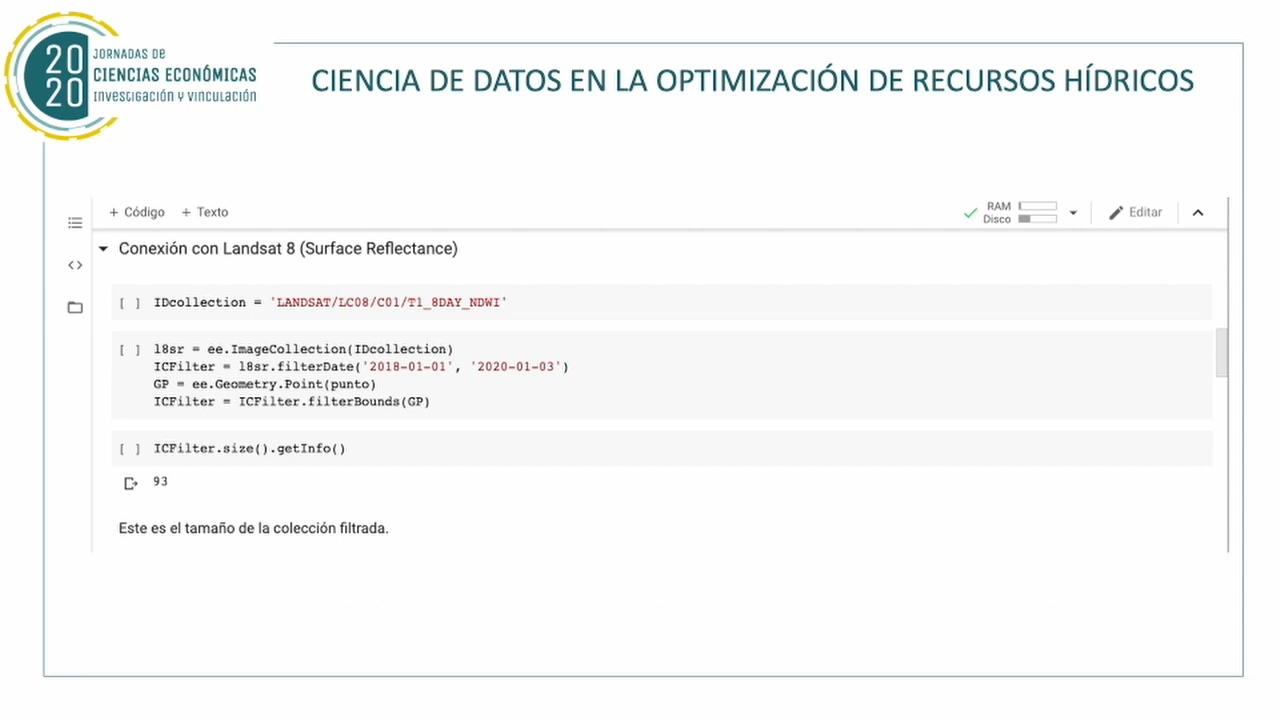 2020
JORNADAS DE
CIENCIAS ECONÓMICAS
INVESTIGACIÓN Y VINCULACIÓN
CIENCIA DE DATOS EN LA OPTIMIZACIÓN DE RECURSOS HÍDRICOS
+ Código + Texto
RAM
Disco
Editar
Conexión con Landsat 8 (Surface Reflectance)
[ ] IDcollection = 'LANDSAT/LC08/C01/T1_8DAY_NDWI'
[ ] l8sr = ee.ImageCollection(IDcollection)
ICFilter = l8sr.filterDate('2018-01-01', '2020-01-03')
GP = ee.Geometry.Point(punto)
ICFilter = ICFilter.filterBounds(GP)
[ ] ICFilter.size().getInfo()
93
Este es el tamaño de la colección filtrada.